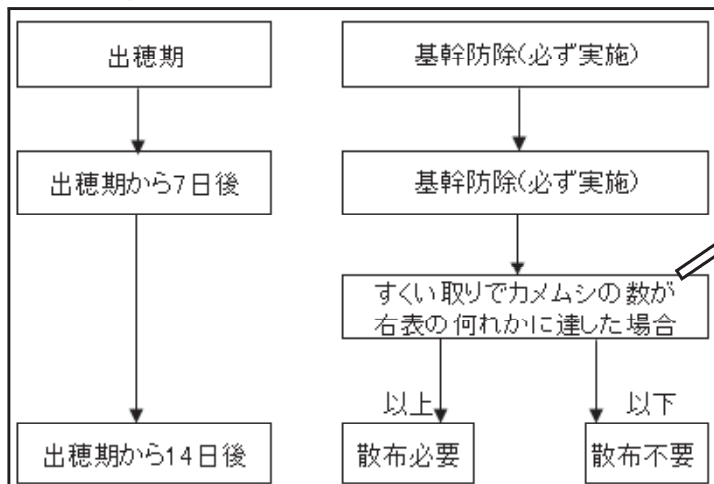 出穂期
基幹防除(必ず実施)
出穂期から7日後
基幹防除(必ず実施)
すくい取りでカメムシの数が
右表の何れかに達した場合
以上
以下
出穂期から14日後
散布必要
散布不要